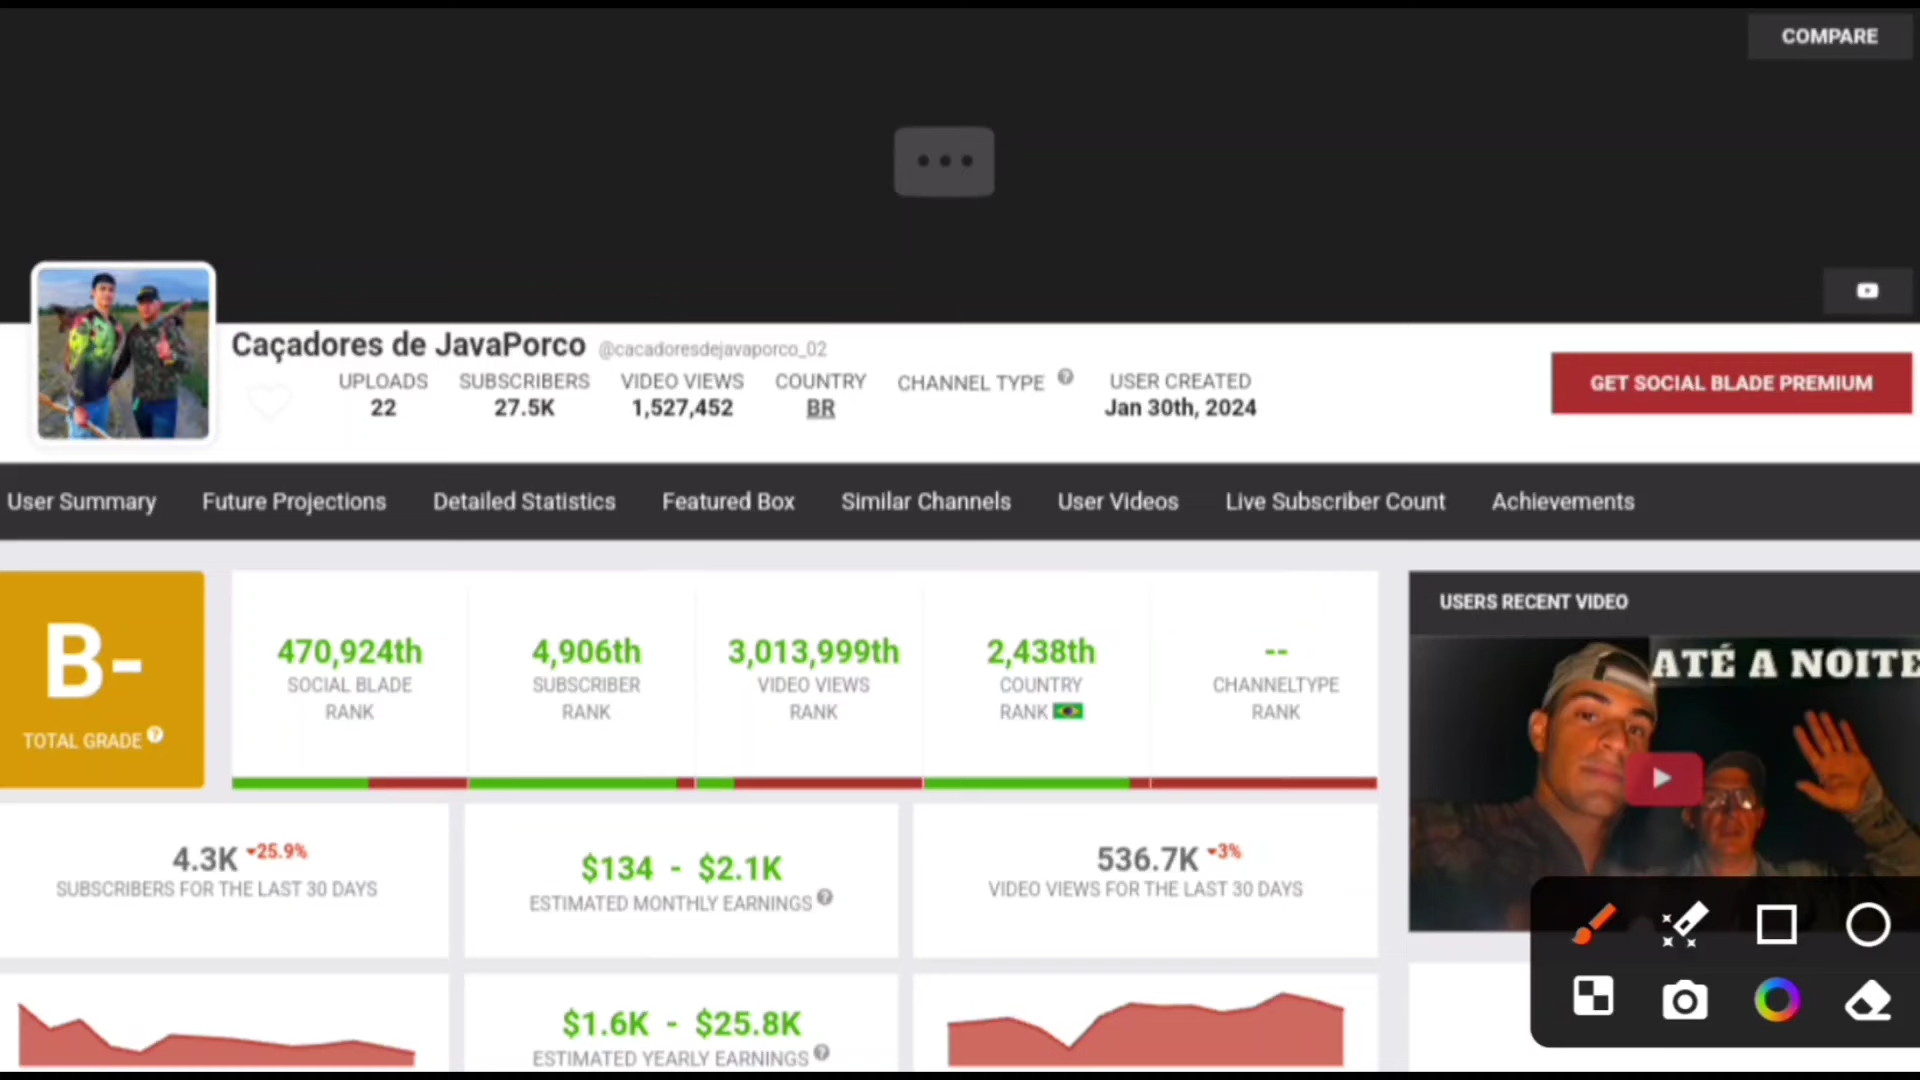 COMPARE
Caçadores de JavaPorco @cacadoresdejavaporco_02
UPLOADS SUBSCRIBERS VIDEO VIEWS COUNTRY CHANNEL TYPE ? USER CREATED
22 27.5K 1,527,452 BR Jan 30th, 2024
GET SOCIAL BLADE PREMIUM
User Summary Future Projections Detailed Statistics Featured Box Similar Channels User Videos Live Subscriber Count Achievements
B-
TOTAL GRADE ?
470,924th
SOCIAL BLADE
RANK
4,906th
SUBSCRIBER
RANK
3,013,999th
VIDEO VIEWS
RANK
2,438th
COUNTRY
RANK
--
CHANNELTYPE
RANK
USERS RECENT VIDEO
ATÉ A NOITE
4.3K 25.9%
SUBSCRIBERS FOR THE LAST 30 DAYS
$134 - $2.1K
ESTIMATED MONTHLY EARNINGS ?
536.7K 3%
VIDEO VIEWS FOR THE LAST 30 DAYS
$1.6K - $25.8K
ESTIMATED YEARLY EARNINGS ?